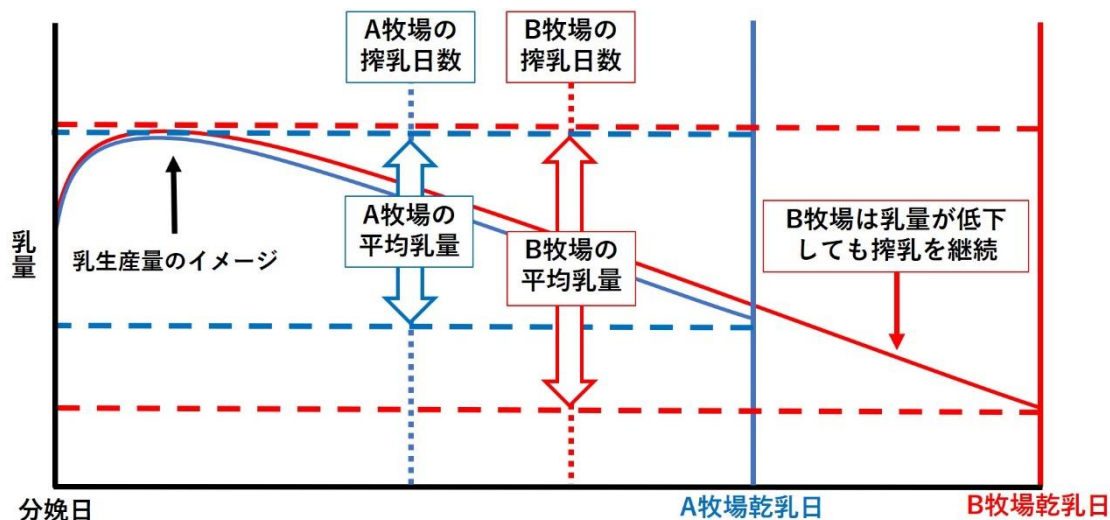 A牧場の
搾乳日数
B牧場の
搾乳日数
乳量
乳生産量のイメージ
A牧場の
平均乳量
B牧場の
平均乳量
B牧場は乳量が低下
しても搾乳を継続
分娩日
A牧場乾乳日
B牧場乾乳日